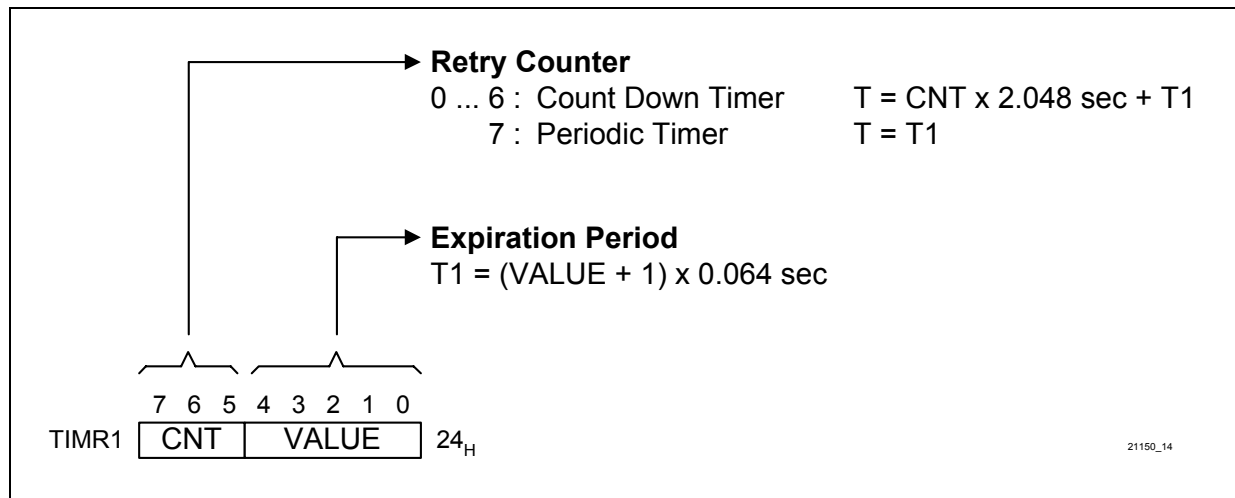 Retry Counter
0 ... 6 : Count Down Timer T = CNT x 2.048 sec + T1
7 : Periodic Timer T = T1
Expiration Period
T1 = (VALUE + 1) x 0.064 sec
7 6 5 4 3 2 1 0
TIMR1 CNT VALUE 24H
21150_14